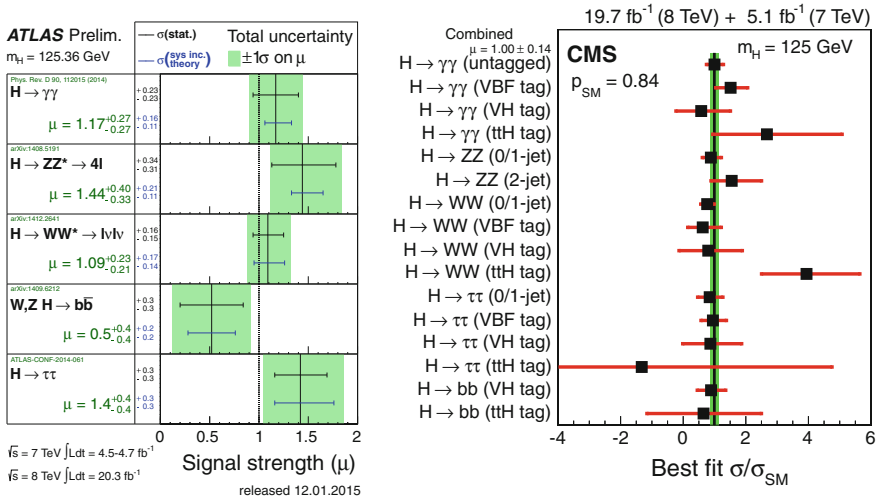 ATLAS Prelim.
m_H = 125.36 GeV
σ(stat.)
σ(sys inc. theory)
Total uncertainty
±1σ on μ
Phys. Rev. D 90, 112015 (2014)
H → γγ
μ = 1.17 +0.27 -0.27
+ 0.23
- 0.23
+ 0.16
- 0.11
arXiv:1408.5191
H → ZZ* → 4l
μ = 1.44 +0.40 -0.33
+ 0.34
- 0.31
+ 0.21
- 0.11
arXiv:1412.2641
H → WW* → lνlν
μ = 1.09 +0.23 -0.21
+ 0.16
- 0.15
+ 0.17
- 0.14
arXiv:1409.6212
W,Z H → bb̅
μ = 0.5 +0.4 -0.4
+ 0.3
- 0.3
+ 0.2
- 0.2
ATLAS-CONF-2014-061
H → ττ
μ = 1.4 +0.4 -0.4
+ 0.3
- 0.3
+ 0.3
- 0.3
0 0.5 1 1.5 2
√s = 7 TeV ∫Ldt = 4.5-4.7 fb⁻¹
√s = 8 TeV ∫Ldt = 20.3 fb⁻¹
Signal strength (μ)
released 12.01.2015
19.7 fb⁻¹ (8 TeV) + 5.1 fb⁻¹ (7 TeV)
Combined
μ = 1.00 ± 0.14
CMS
m_H = 125 GeV
p_SM = 0.84
H → γγ (untagged)
H → γγ (VBF tag)
H → γγ (VH tag)
H → γγ (ttH tag)
H → ZZ (0/1-jet)
H → ZZ (2-jet)
H → WW (0/1-jet)
H → WW (VBF tag)
H → WW (VH tag)
H → WW (ttH tag)
H → ττ (0/1-jet)
H → ττ (VBF tag)
H → ττ (VH tag)
H → ττ (ttH tag)
H → bb (VH tag)
H → bb (ttH tag)
-4 -2 0 2 4 6
Best fit σ/σ_SM